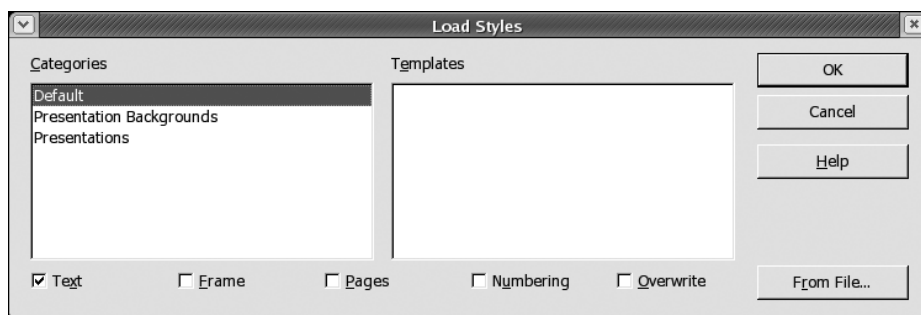 Load Styles
Categories
Templates
Default
Presentation Backgrounds
Presentations
OK
Cancel
Help
Text
Frame
Pages
Numbering
Overwrite
From File...